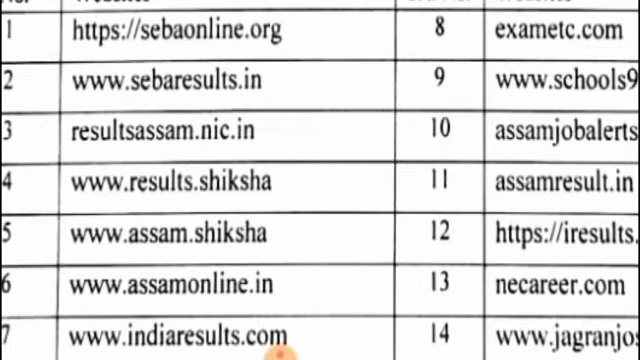 1 https://sebaonline.org 8 exametc.com
2 www.sebaresults.in 9 www.schools9
3 resultsassam.nic.in 10 assamjobalerts
4 www.results.shiksha 11 assamresult.in
5 www.assam.shiksha 12 https://iresults.
6 www.assamonline.in 13 necareer.com
7 www.indiaresults.com 14 www.jagranjos